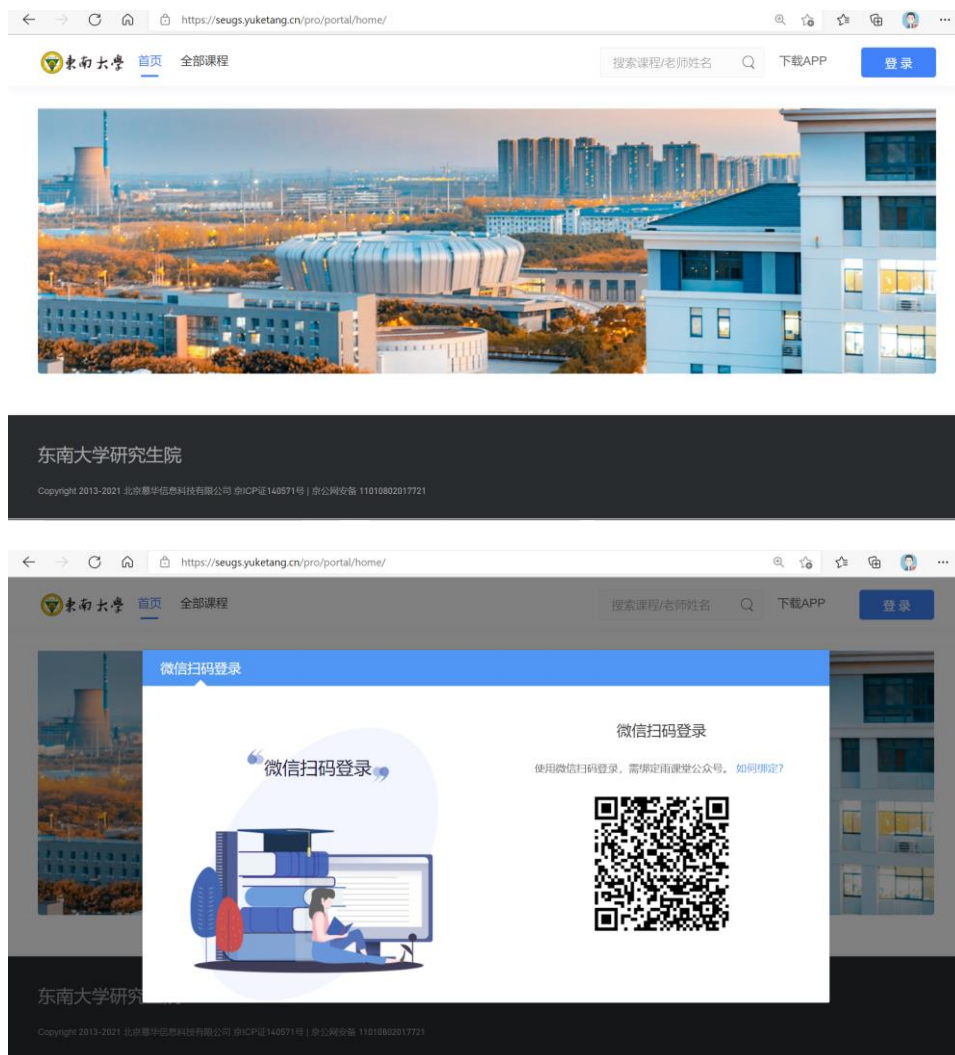 https://seugs.yuketang.cn/pro/portal/home/
东南大学 首页 全部课程 搜索课程/老师姓名 下载APP 登录
东南大学研究生院
Copyright 2013-2021 北京慕华信息科技有限公司 京ICP证140571号 | 京公网安备 11010802017721
https://seugs.yuketang.cn/pro/portal/home/
东南大学 首页 全部课程 搜索课程/老师姓名 下载APP 登录
微信扫码登录
微信扫码登录
“微信扫码登录”
使用微信扫码登录，需绑定雨课堂公众号。 如何绑定?
东南大学研究
Copyright 2013-2021 北京慕华信息科技有限公司 京ICP证140571号 | 京公网安备 11010802017721